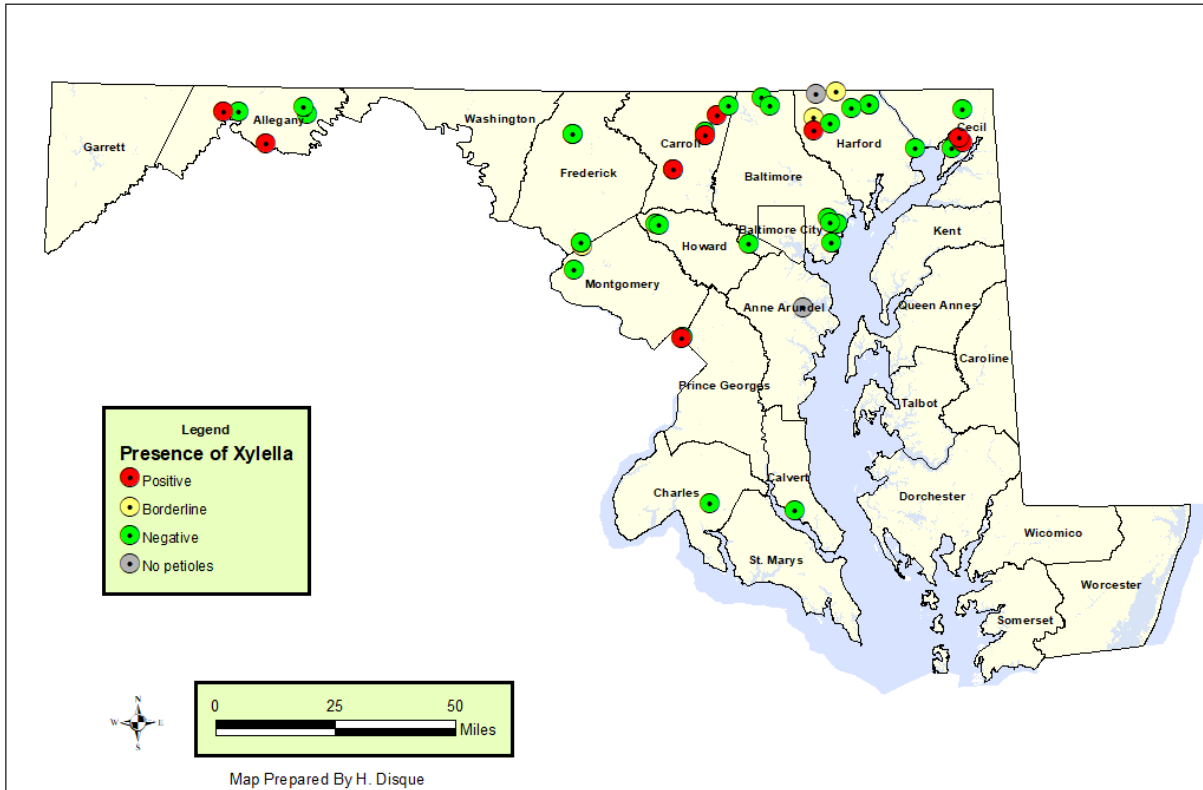 Garrett
Allegany
Washington
Frederick
Carroll
Baltimore
Harford
Cecil
Baltimore City
Howard
Montgomery
Kent
Anne Arundel
Queen Annes
Caroline
Prince Georges
Talbot
Charles
Calvert
Dorchester
St. Marys
Wicomico
Worcester
Somerset
Legend
Presence of Xylella
Positive
Borderline
Negative
No petioles
N
W E
S
0 25 50
Miles
Map Prepared By H. Disque